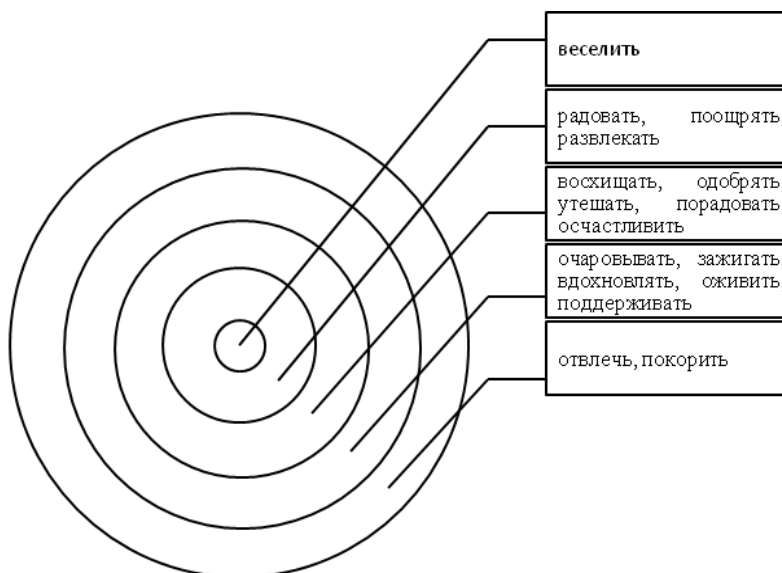 веселить
радовать, поощрять,
развлекать
восхищать, одобрять,
утешать, порадовать,
осчастливить
очаровывать, зажигать,
вдохновлять, оживить,
поддерживать
отвлечь, покорить